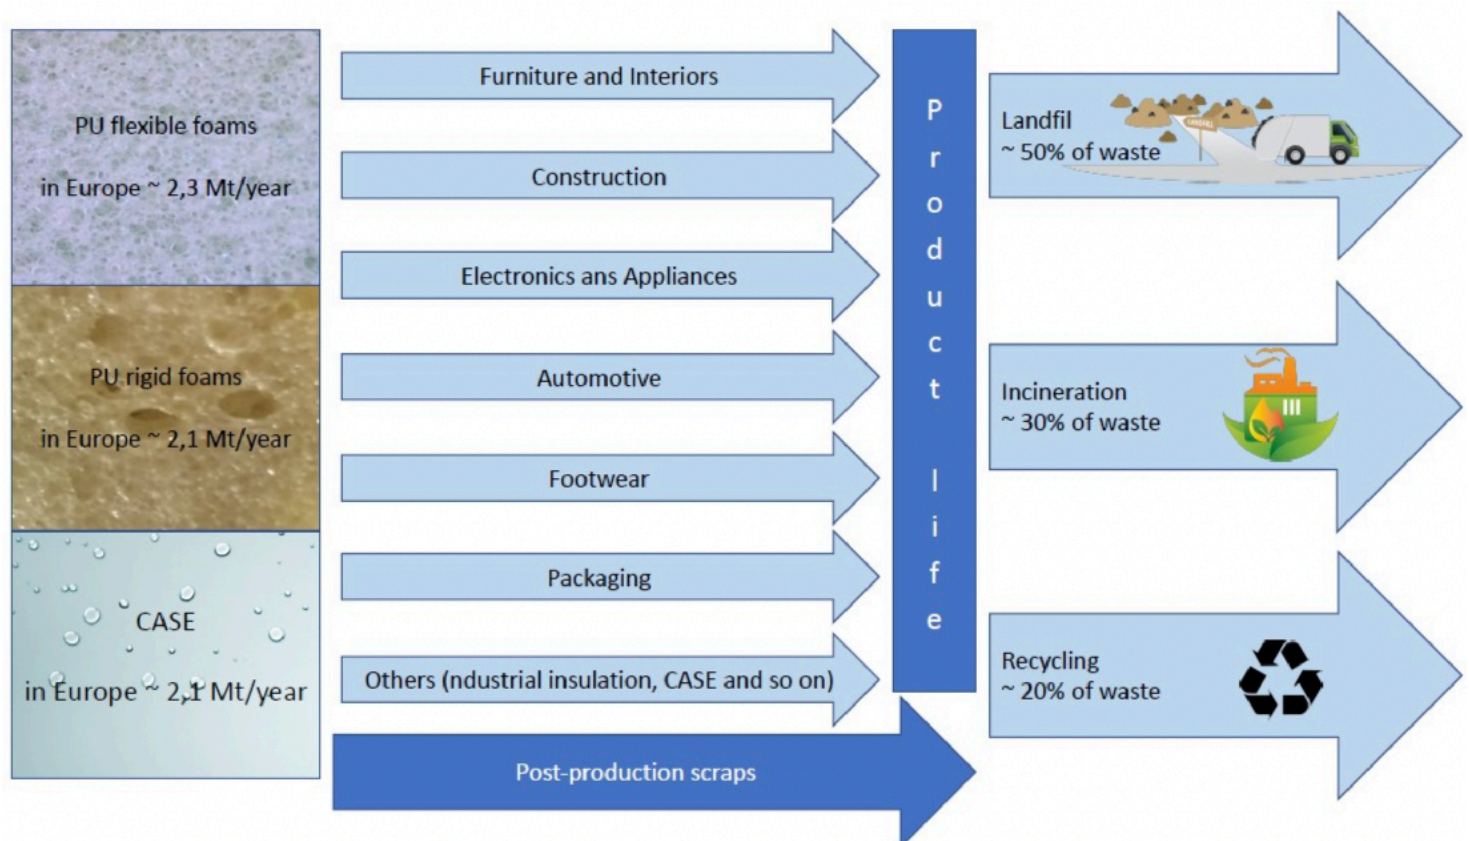 PU flexible foams
in Europe ~ 2,3 Mt/year
PU rigid foams
in Europe ~ 2,1 Mt/year
CASE
in Europe ~ 2,1 Mt/year
Furniture and Interiors
Construction
Electronics ans Appliances
Automotive
Footwear
Packaging
Others (ndustrial insulation, CASE and so on)
Post-production scraps
Product life
Landfil
~ 50% of waste
LANDFILL
Incineration
~ 30% of waste
Recycling
~ 20% of waste